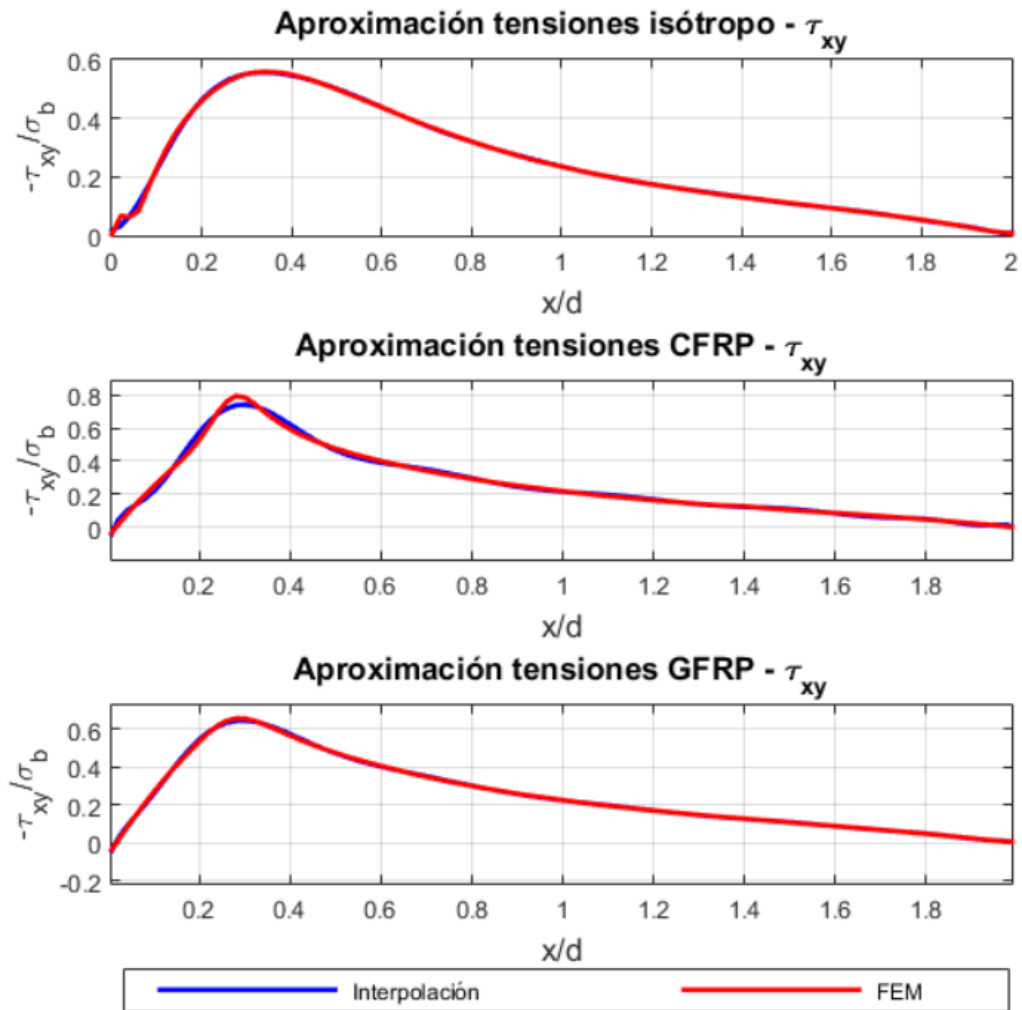 Aproximación tensiones isótropo - τxy
-τxy/σb
0.6
0.4
0.2
0
0 0.2 0.4 0.6 0.8 1 1.2 1.4 1.6 1.8 2
x/d
Aproximación tensiones CFRP - τxy
-τxy/σb
0.8
0.6
0.4
0.2
0
0.2 0.4 0.6 0.8 1 1.2 1.4 1.6 1.8
x/d
Aproximación tensiones GFRP - τxy
-τxy/σb
0.6
0.4
0.2
0
-0.2
0.2 0.4 0.6 0.8 1 1.2 1.4 1.6 1.8
x/d
Interpolación FEM